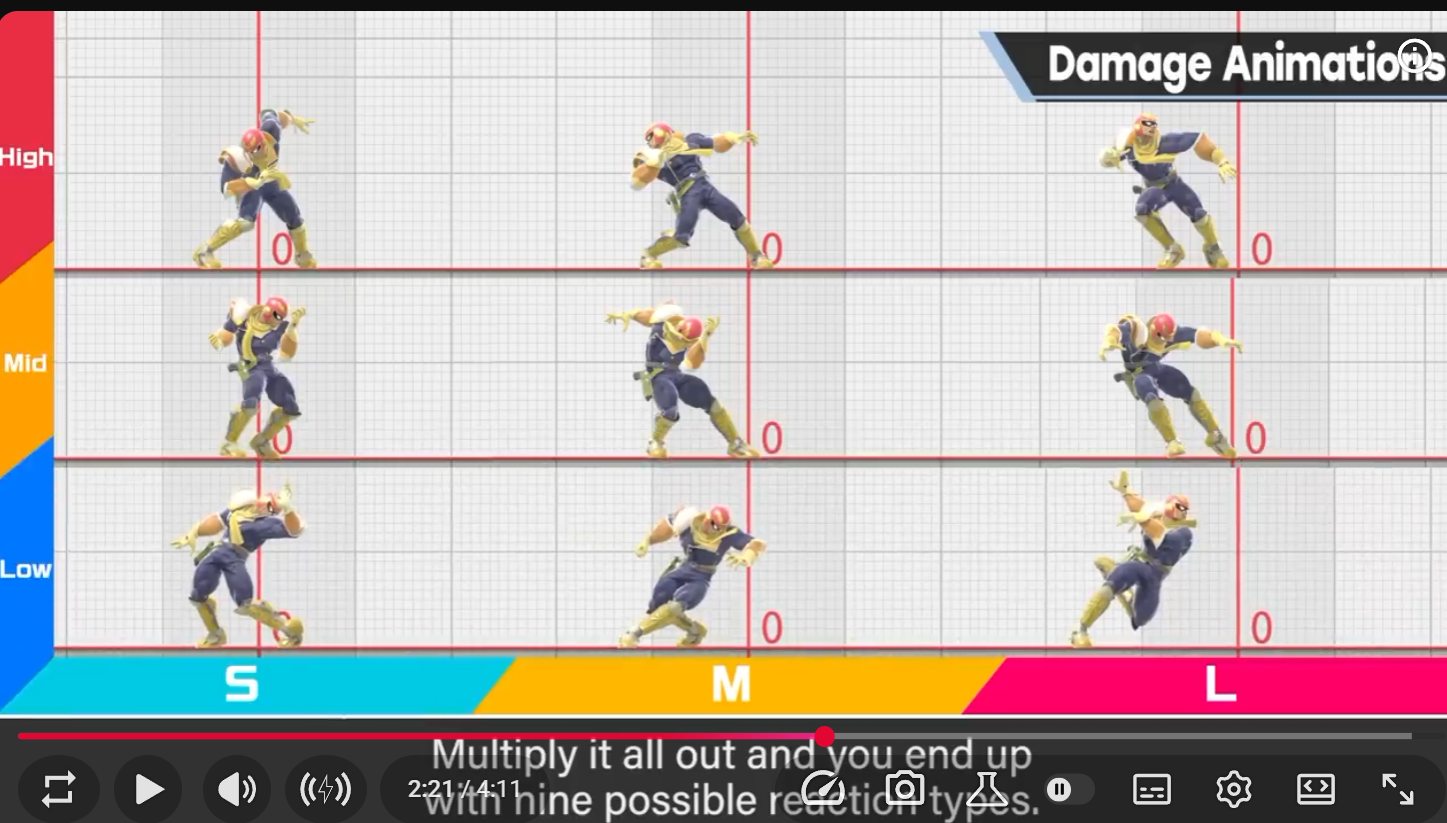 Damage Animations
High
0
0
0
Mid
0
0
0
Low
0
0
0
S
M
L
Multiply it all out and you end up
2:21 / 4:11
with nine possible reaction types.